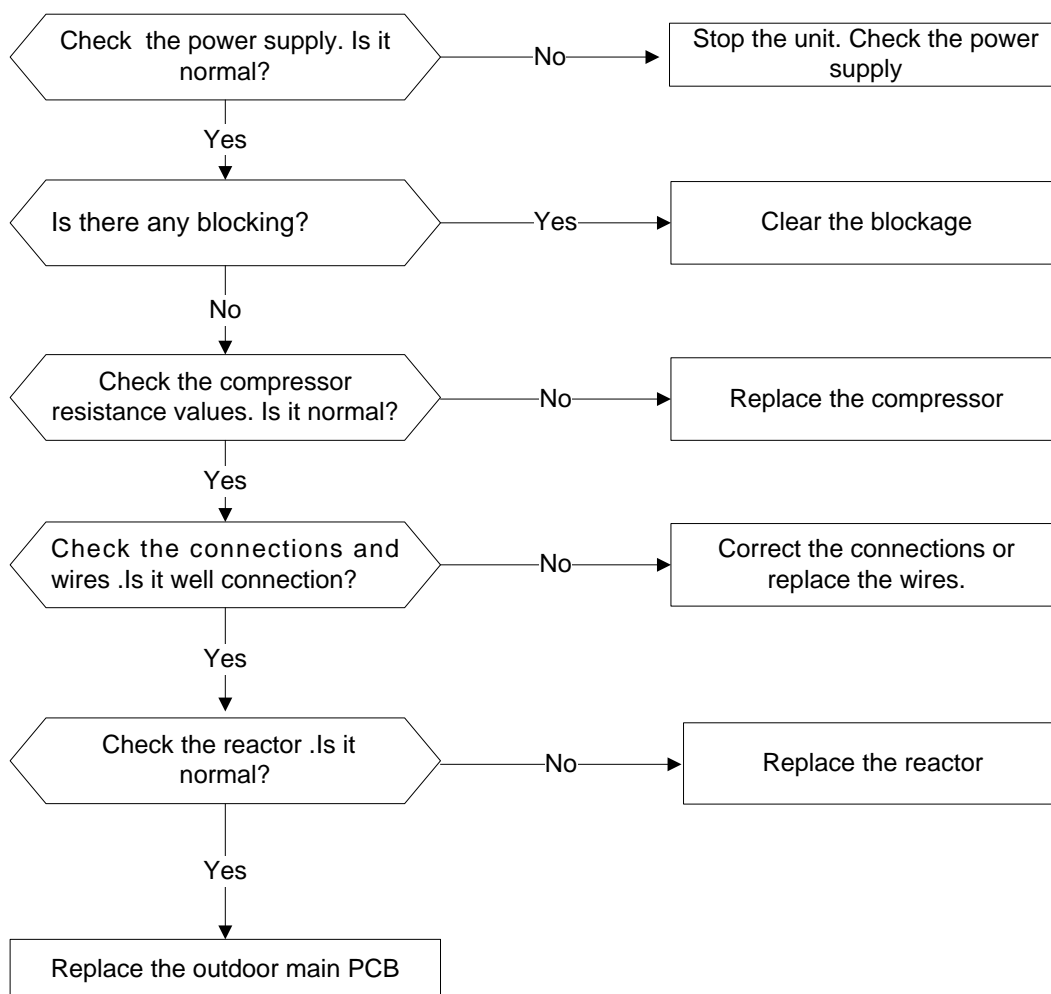 Check the power supply. Is it
normal?
No
Stop the unit. Check the power
supply
Yes
Is there any blocking?
Yes
Clear the blockage
No
Check the compressor
resistance values. Is it normal?
No
Replace the compressor
Yes
Check the connections and
wires .Is it well connection?
No
Correct the connections or
replace the wires.
Yes
Check the reactor .Is it
normal?
No
Replace the reactor
Yes
Replace the outdoor main PCB